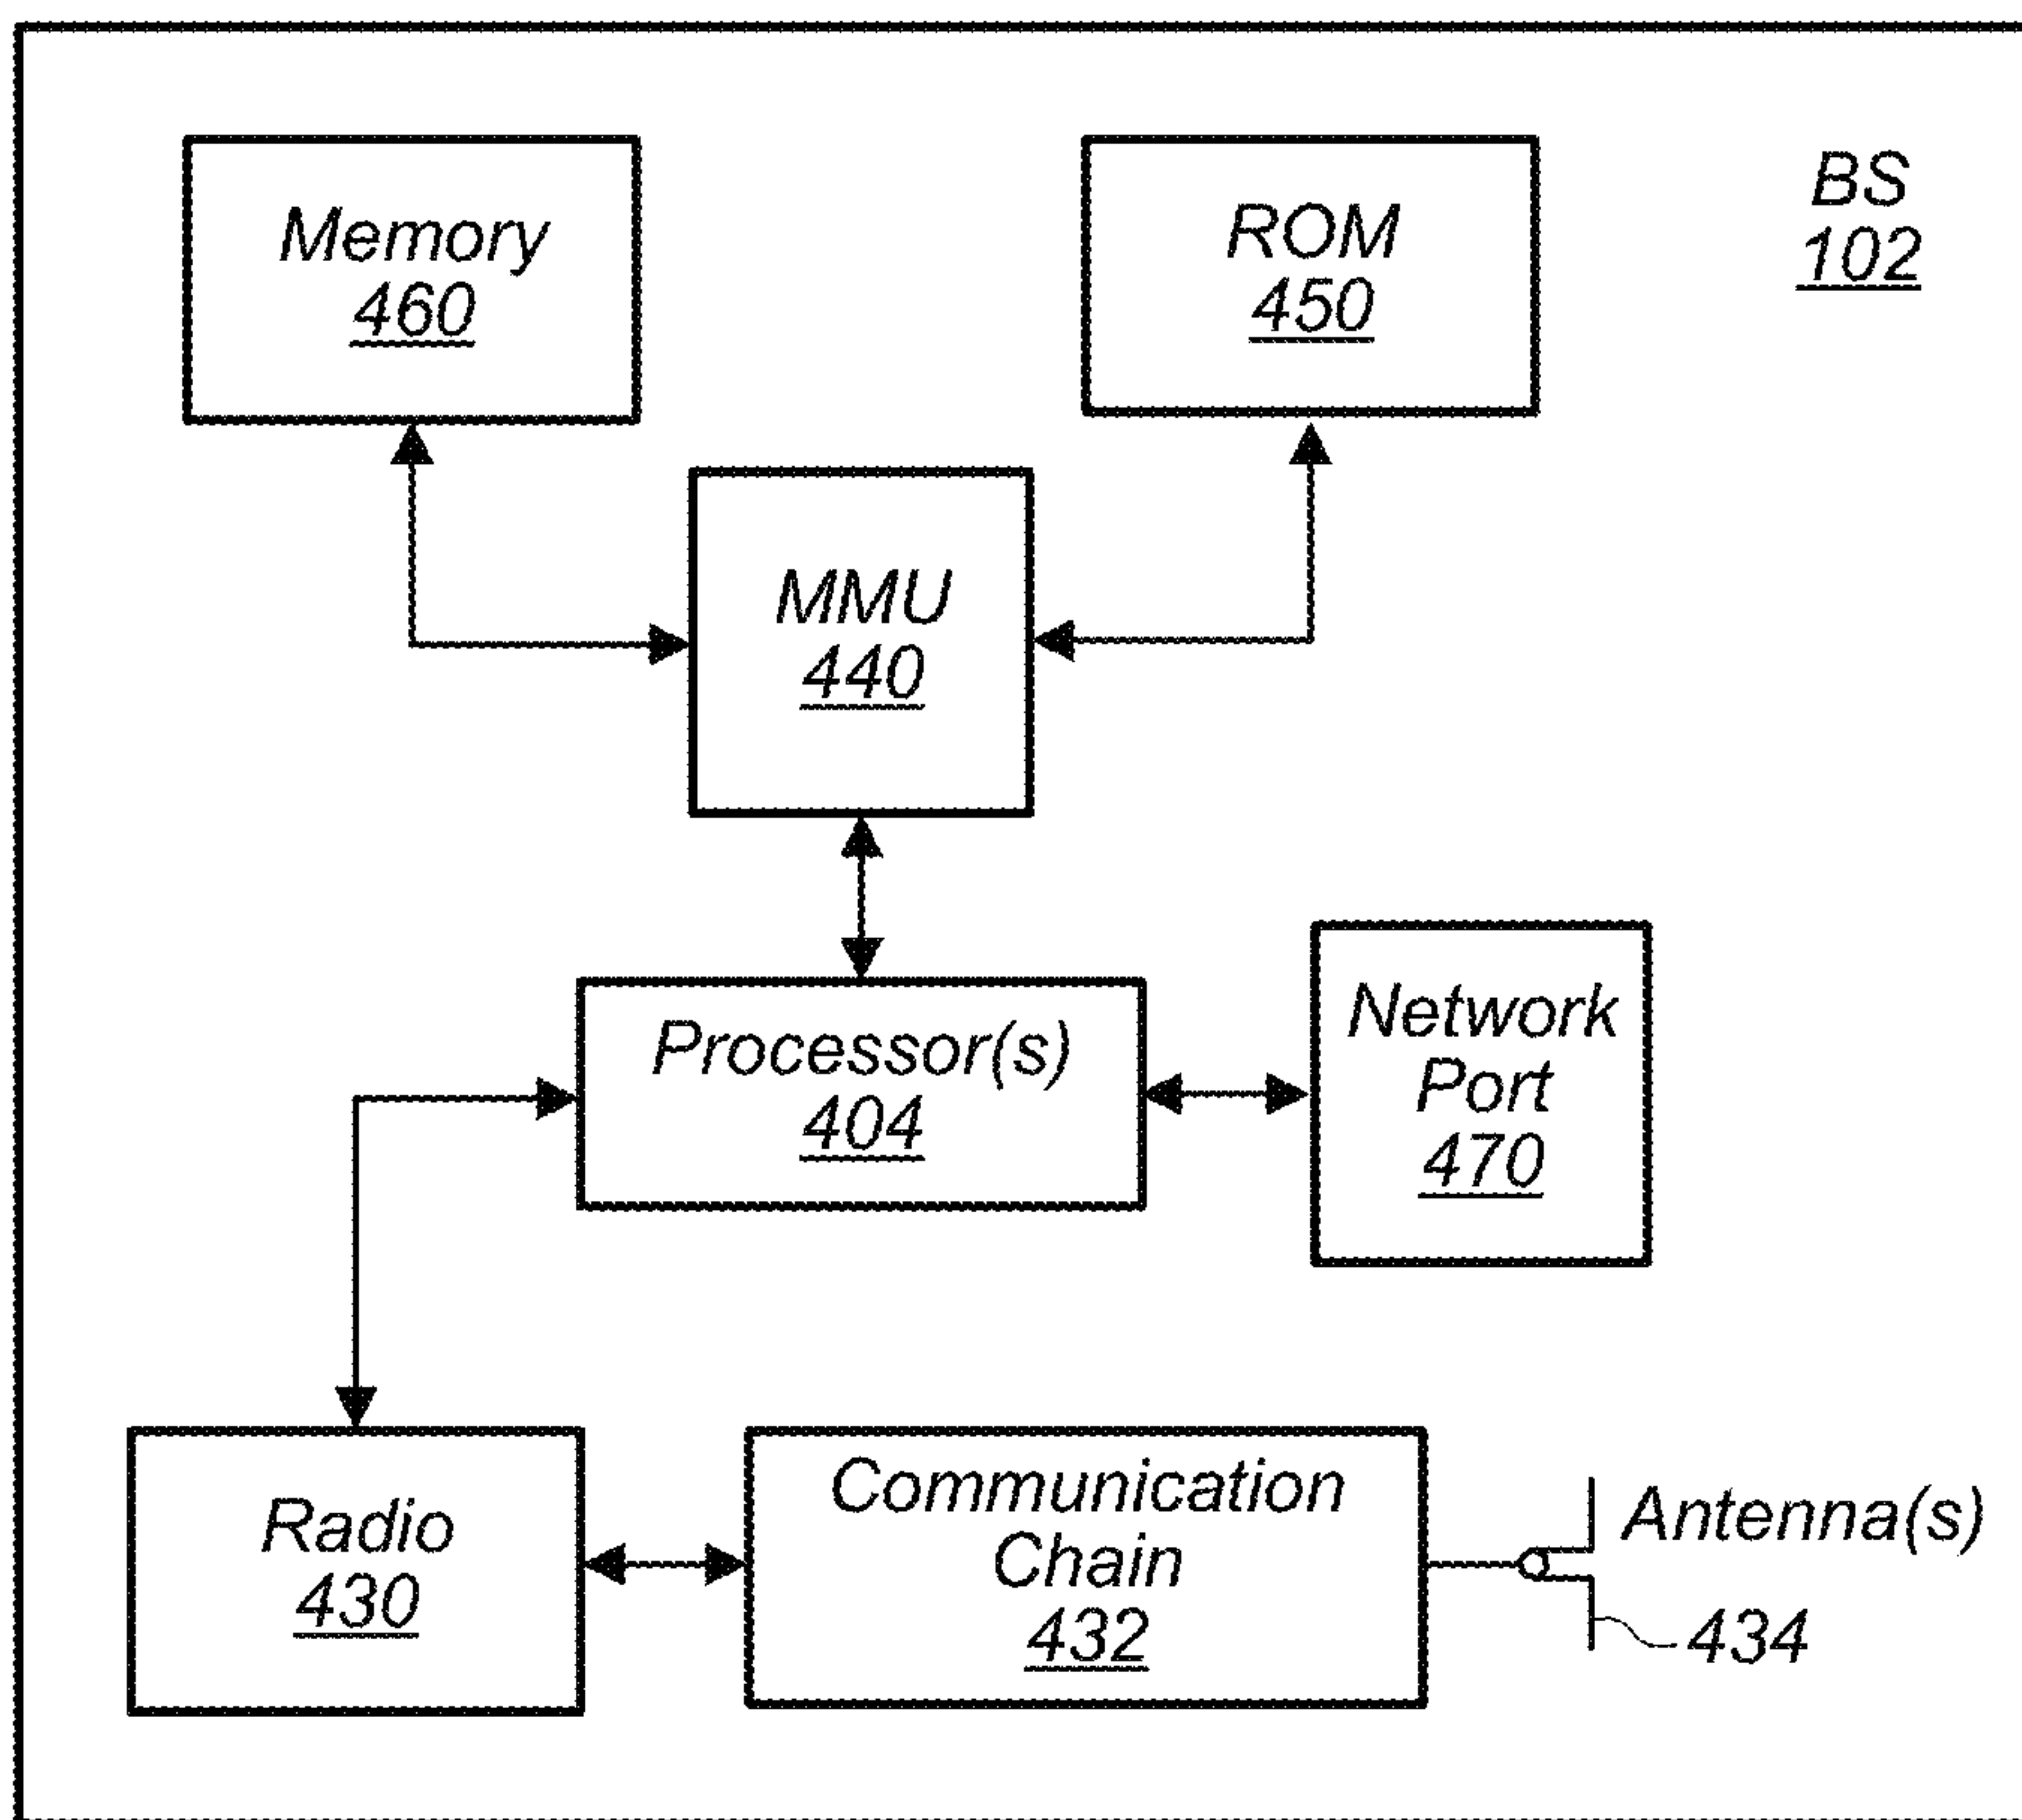 Memory
460
ROM
450
BS
102
MMU
440
Processor(s)
404
Network
Port
470
Radio
430
Communication
Chain
432
Antenna(s)
434